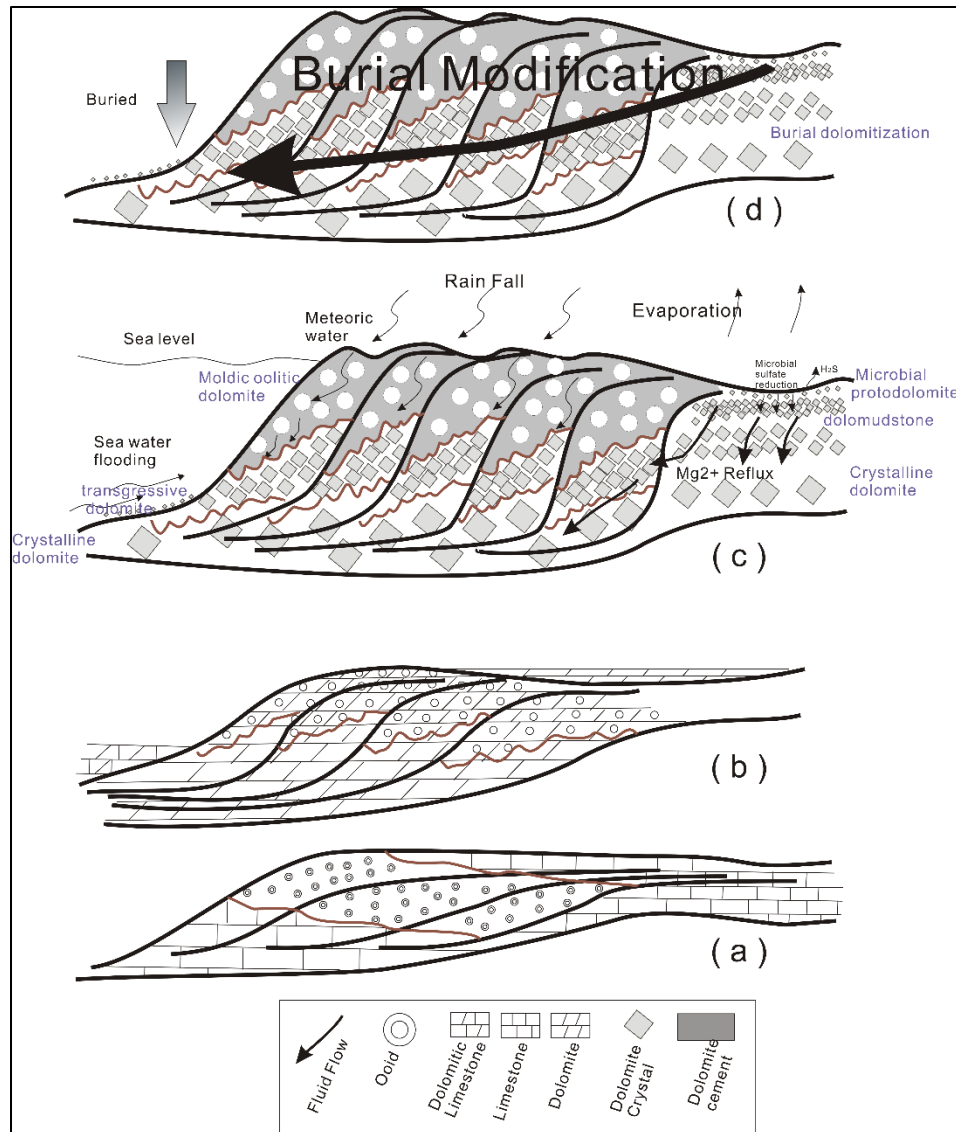 Burial Modification
Buried
Burial dolomitization
( d )
Rain Fall
Evaporation
Meteoric
water
Sea level
Microbial
sulfate
reduction
H₂S
Microbial
protodolomite
Moldic oolitic
dolomite
dolomudstone
Sea water
flooding
Mg2+ Reflux
transgressive
dolomite
Crystalline
dolomite
Crystalline
dolomite
( c )
( b )
( a )
Fluid Flow
Ooid
Dolomitic
Limestone
Limestone
Dolomite
Dolomite
Crystal
Dolomite
cement